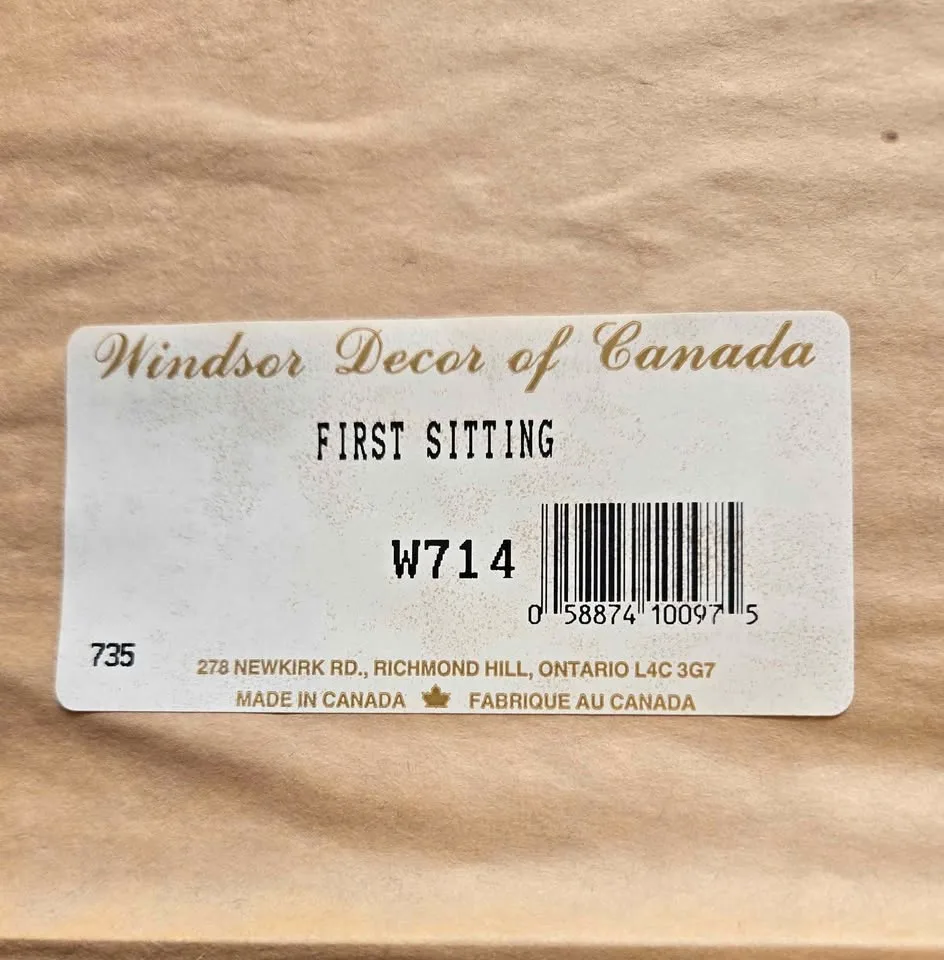 Windsor Decor of Canada
FIRST SITTING
W714
0 58874 10097 5
735
278 NEWKIRK RD., RICHMOND HILL, ONTARIO L4C 3G7
MADE IN CANADA FABRIQUE AU CANADA